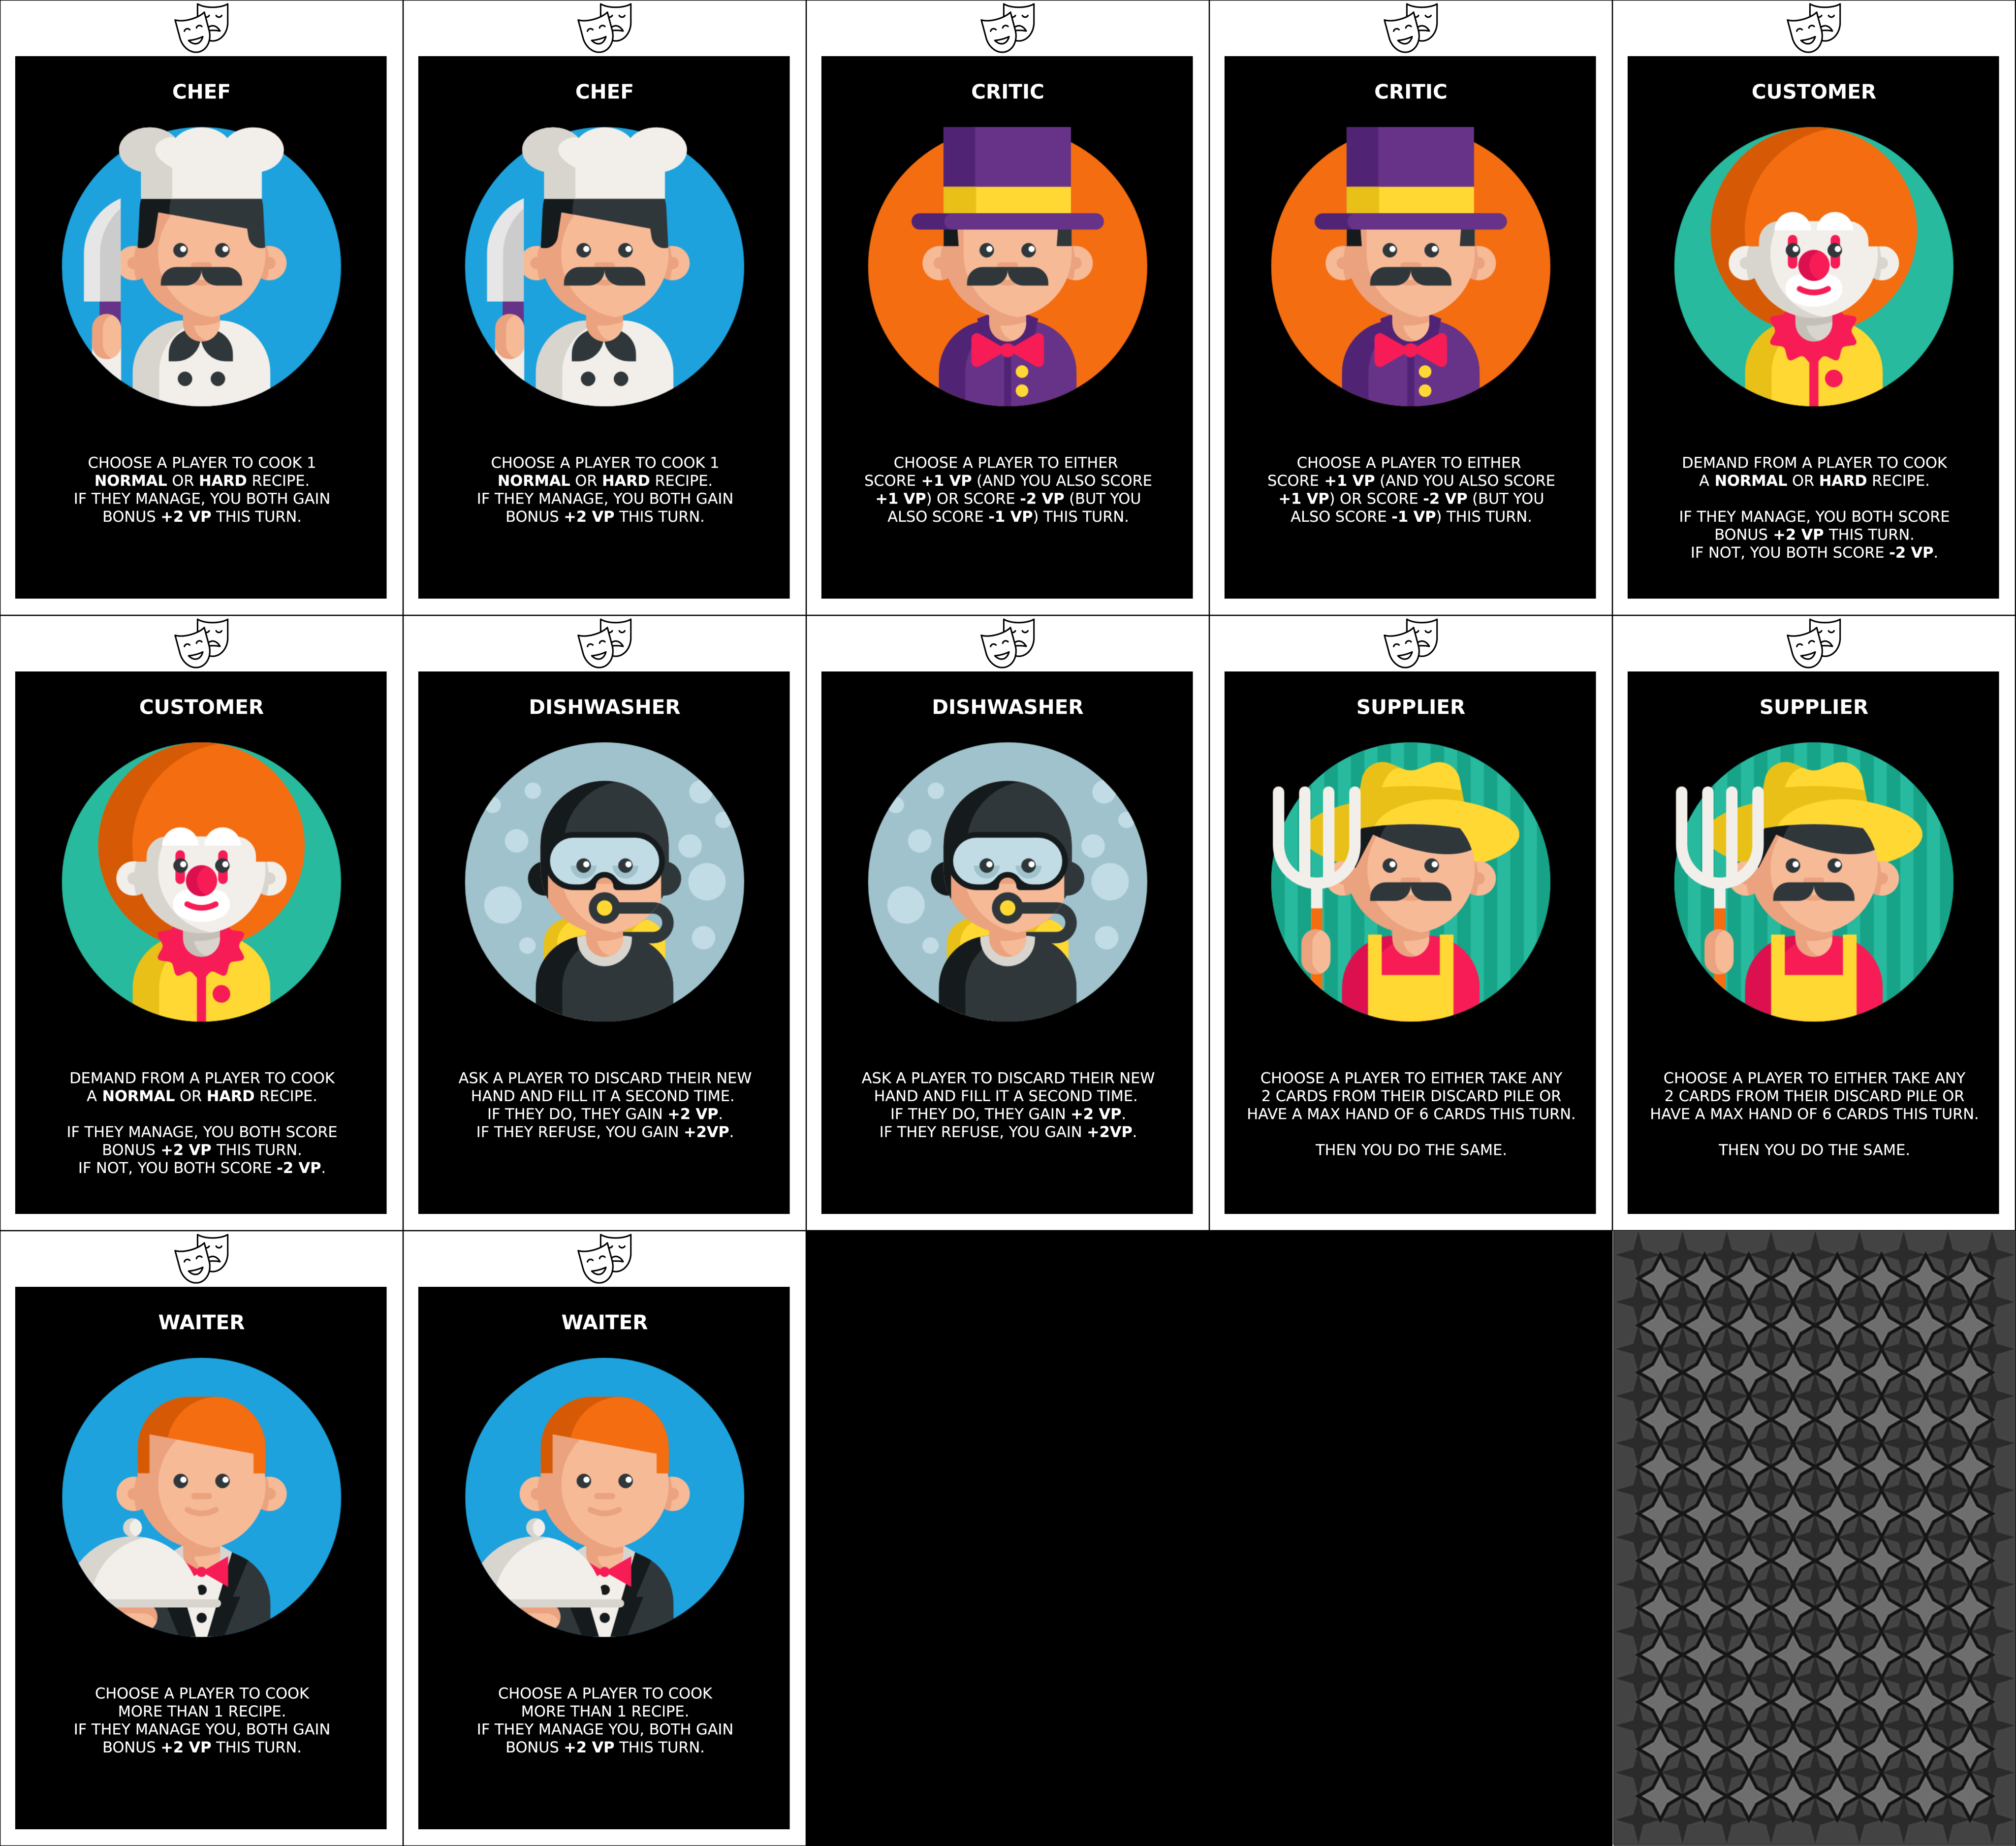 CHEF
CHOOSE A PLAYER TO COOK 1
NORMAL OR HARD RECIPE.
IF THEY MANAGE, YOU BOTH GAIN
BONUS +2 VP THIS TURN.
CHEF
CHOOSE A PLAYER TO COOK 1
NORMAL OR HARD RECIPE.
IF THEY MANAGE, YOU BOTH GAIN
BONUS +2 VP THIS TURN.
CRITIC
CHOOSE A PLAYER TO EITHER
SCORE +1 VP (AND YOU ALSO SCORE
+1 VP) OR SCORE -2 VP (BUT YOU
ALSO SCORE -1 VP) THIS TURN.
CRITIC
CHOOSE A PLAYER TO EITHER
SCORE +1 VP (AND YOU ALSO SCORE
+1 VP) OR SCORE -2 VP (BUT YOU
ALSO SCORE -1 VP) THIS TURN.
CUSTOMER
DEMAND FROM A PLAYER TO COOK
A NORMAL OR HARD RECIPE.
IF THEY MANAGE, YOU BOTH SCORE
BONUS +2 VP THIS TURN.
IF NOT, YOU BOTH SCORE -2 VP.
CUSTOMER
DEMAND FROM A PLAYER TO COOK
A NORMAL OR HARD RECIPE.
IF THEY MANAGE, YOU BOTH SCORE
BONUS +2 VP THIS TURN.
IF NOT, YOU BOTH SCORE -2 VP.
DISHWASHER
ASK A PLAYER TO DISCARD THEIR NEW
HAND AND FILL IT A SECOND TIME.
IF THEY DO, THEY GAIN +2 VP.
IF THEY REFUSE, YOU GAIN +2VP.
DISHWASHER
ASK A PLAYER TO DISCARD THEIR NEW
HAND AND FILL IT A SECOND TIME.
IF THEY DO, THEY GAIN +2 VP.
IF THEY REFUSE, YOU GAIN +2VP.
SUPPLIER
CHOOSE A PLAYER TO EITHER TAKE ANY
2 CARDS FROM THEIR DISCARD PILE OR
HAVE A MAX HAND OF 6 CARDS THIS TURN.
THEN YOU DO THE SAME.
SUPPLIER
CHOOSE A PLAYER TO EITHER TAKE ANY
2 CARDS FROM THEIR DISCARD PILE OR
HAVE A MAX HAND OF 6 CARDS THIS TURN.
THEN YOU DO THE SAME.
WAITER
CHOOSE A PLAYER TO COOK
MORE THAN 1 RECIPE.
IF THEY MANAGE YOU, BOTH GAIN
BONUS +2 VP THIS TURN.
WAITER
CHOOSE A PLAYER TO COOK
MORE THAN 1 RECIPE.
IF THEY MANAGE YOU, BOTH GAIN
BONUS +2 VP THIS TURN.